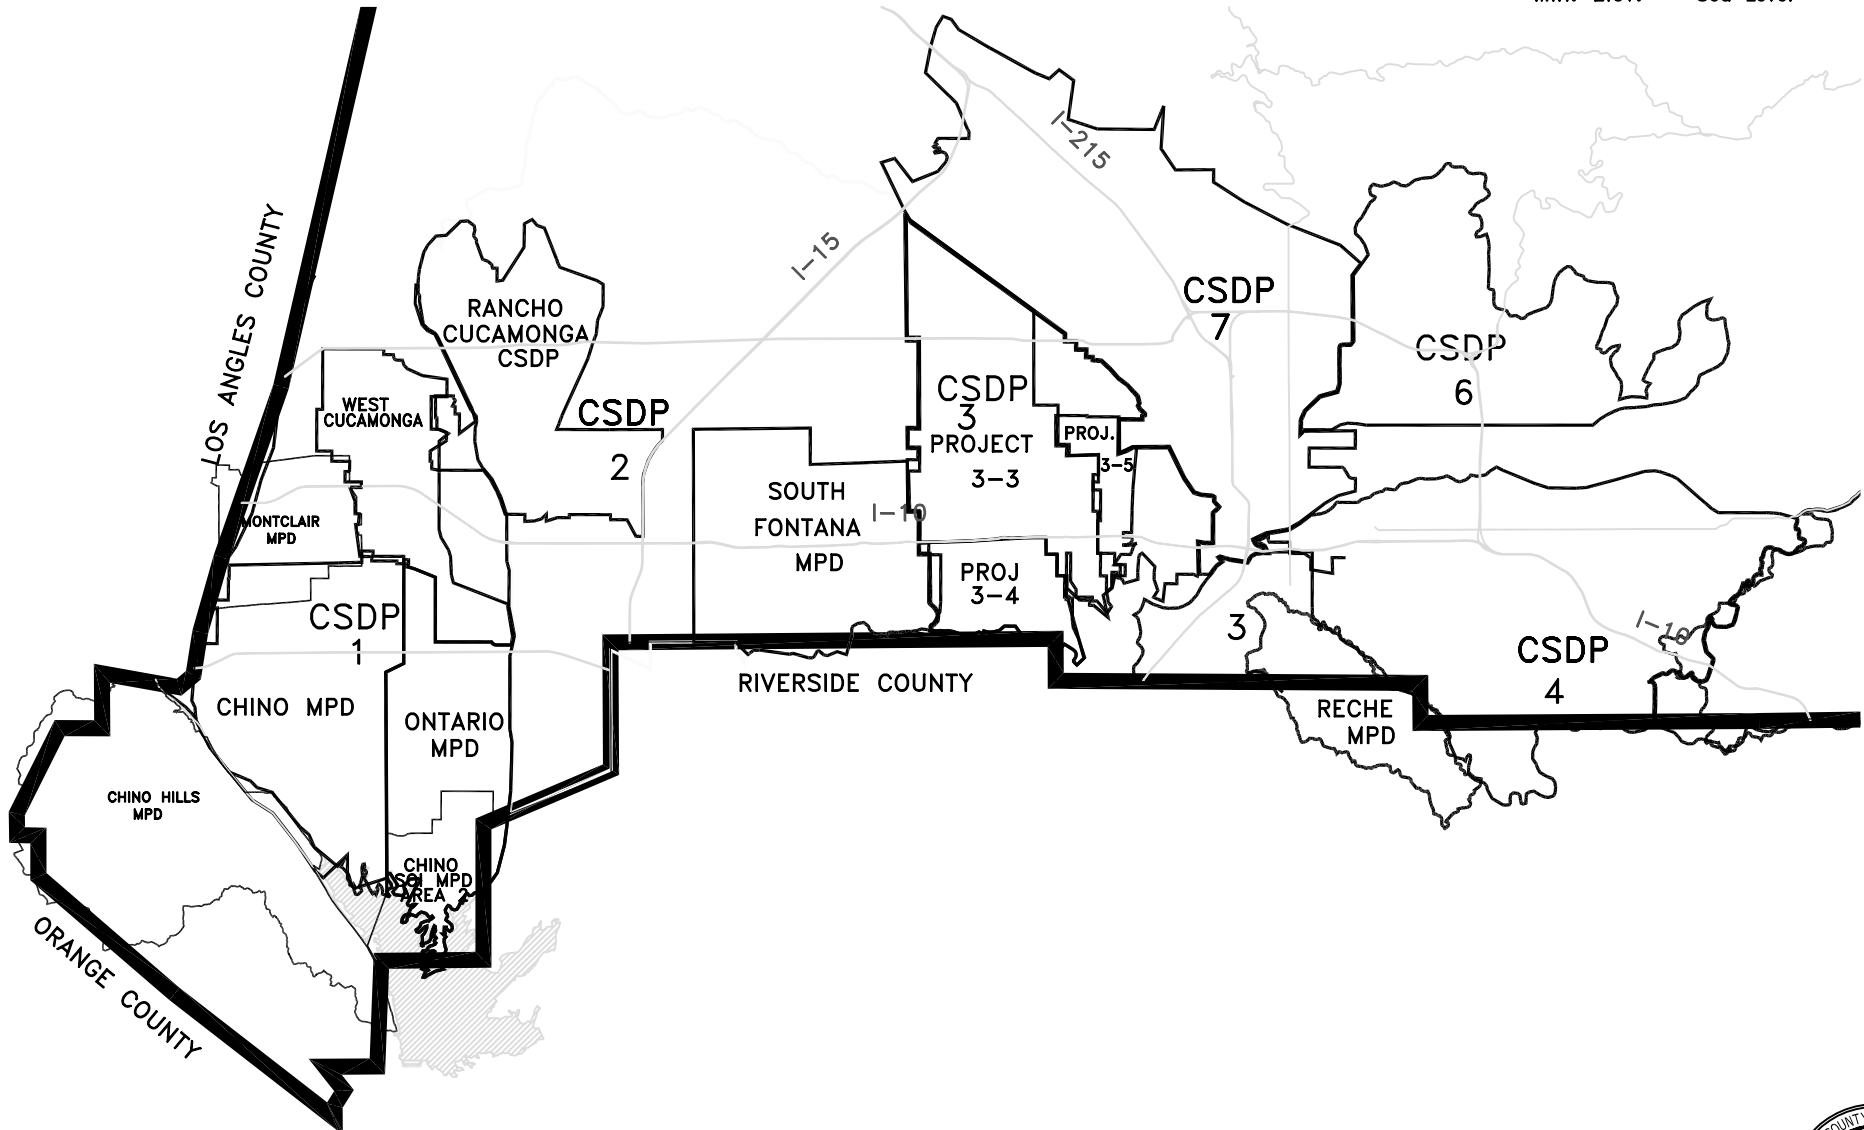 I-215
LOS ANGLES COUNTY
I-15
CSDP
7
RANCHO
CUCAMONGA
CSDP
CSDP
6
WEST
CUCAMONGA
CSDP
2
CSDP
3
PROJECT
3-3
PROJ.
3-5
SOUTH
FONTANA
MPD
I-10
MONTCLAIR
MPD
PROJ
3-4
CSDP
1
3
I-10
CSDP
4
RIVERSIDE COUNTY
CHINO MPD
ONTARIO
MPD
RECHE
MPD
CHINO HILLS
MPD
CHINO
SOI MPD
AREA 2
ORANGE COUNTY